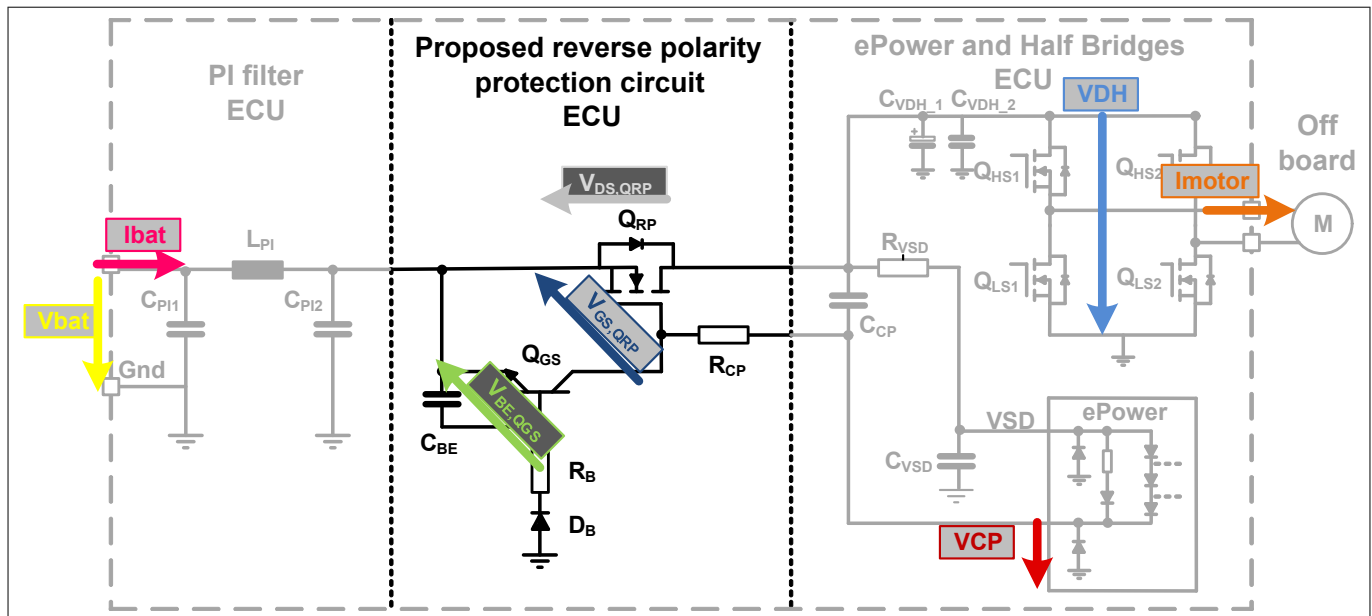 PI filter
ECU
Proposed reverse polarity
protection circuit
ECU
ePower and Half Bridges
ECU
Off
board
Vbat
Ibat
Gnd
CPI1
LPI
CPI2
VDS,QRP
QRP
VGS,QRP
QGS
VBE,QGS
CBE
RB
DB
RCP
CVDH_1
CVDH_2
VDH
QHS1
QHS2
Imotor
M
RVSD
QLS1
QLS2
CCP
VSD
CVSD
ePower
VCP
+